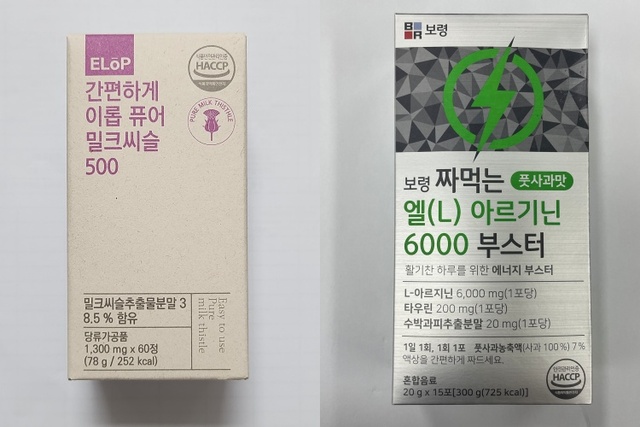 ELoP
간편하게
이롭 퓨어
밀크씨슬
500
HACCP
PURE MILK THISTHLE
밀크씨슬추출물분말 3
8.5 % 함유
당류가공품
1,300 mg x 60정
(78 g / 252 kcal)
Easy to use
Pure
milk thistle
BR 보령
보령 짜먹는 풋사과맛
엘(L) 아르기닌
6000 부스터
활기찬 하루를 위한 에너지 부스터
L-아르지닌 6,000 mg(1포당)
타우린 200 mg(1포당)
수박과피추출분말 20 mg(1포당)
1일 1회, 1회 1포 풋사과농축액(사과 100%) 7%
액상을 간편하게 짜드세요.
혼합음료
20 g x 15포[300 g(725 kcal)]
HACCP